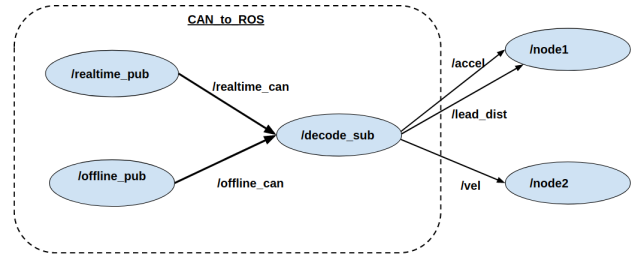 CAN_to_ROS
/realtime_pub
/realtime_can
/offline_pub
/offline_can
/decode_sub
/accel
/lead_dist
/vel
/node1
/node2